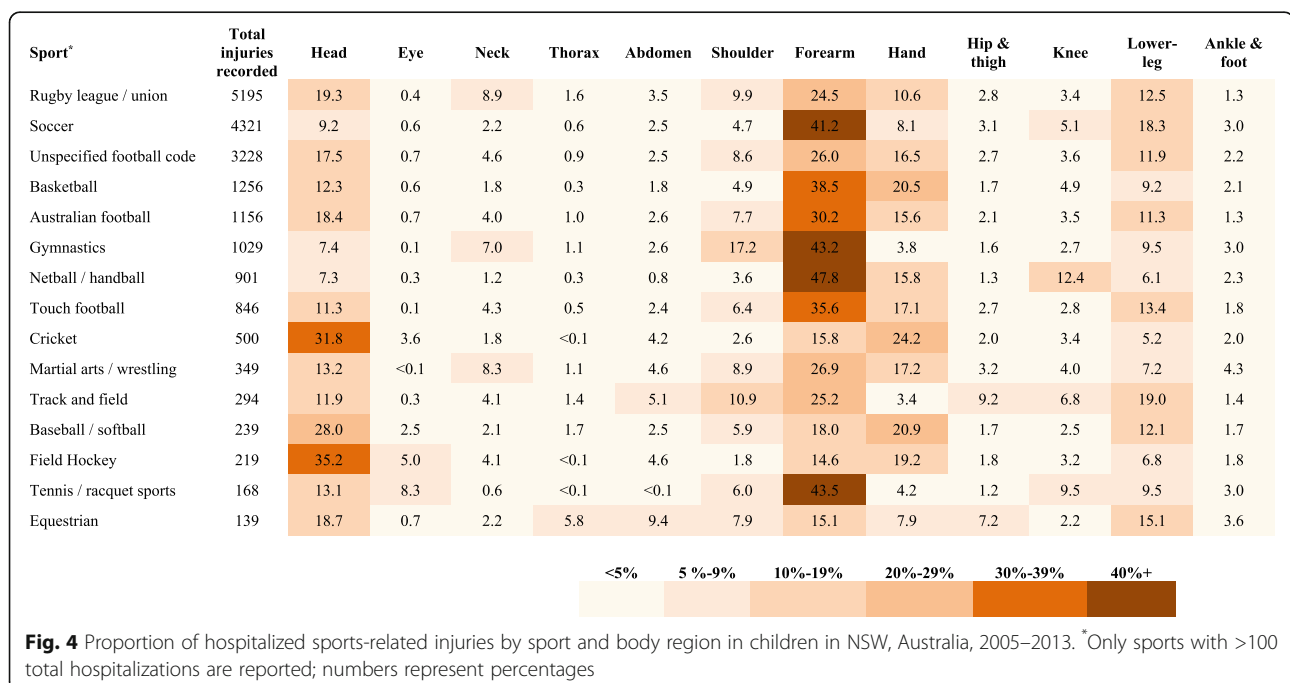 Sport* Total injuries recorded Head Eye Neck Thorax Abdomen Shoulder Forearm Hand Hip & thigh Knee Lower-leg Ankle & foot
Rugby league / union 5195 19.3 0.4 8.9 1.6 3.5 9.9 24.5 10.6 2.8 3.4 12.5 1.3
Soccer 4321 9.2 0.6 2.2 0.6 2.5 4.7 41.2 8.1 3.1 5.1 18.3 3.0
Unspecified football code 3228 17.5 0.7 4.6 0.9 2.5 8.6 26.0 16.5 2.7 3.6 11.9 2.2
Basketball 1256 12.3 0.6 1.8 0.3 1.8 4.9 38.5 20.5 1.7 4.9 9.2 2.1
Australian football 1156 18.4 0.7 4.0 1.0 2.6 7.7 30.2 15.6 2.1 3.5 11.3 1.3
Gymnastics 1029 7.4 0.1 7.0 1.1 2.6 17.2 43.2 3.8 1.6 2.7 9.5 3.0
Netball / handball 901 7.3 0.3 1.2 0.3 0.8 3.6 47.8 15.8 1.3 12.4 6.1 2.3
Touch football 846 11.3 0.1 4.3 0.5 2.4 6.4 35.6 17.1 2.7 2.8 13.4 1.8
Cricket 500 31.8 3.6 1.8 <0.1 4.2 2.6 15.8 24.2 2.0 3.4 5.2 2.0
Martial arts / wrestling 349 13.2 <0.1 8.3 1.1 4.6 8.9 26.9 17.2 3.2 4.0 7.2 4.3
Track and field 294 11.9 0.3 4.1 1.4 5.1 10.9 25.2 3.4 9.2 6.8 19.0 1.4
Baseball / softball 239 28.0 2.5 2.1 1.7 2.5 5.9 18.0 20.9 1.7 2.5 12.1 1.7
Field Hockey 219 35.2 5.0 4.1 <0.1 4.6 1.8 14.6 19.2 1.8 3.2 6.8 1.8
Tennis / racquet sports 168 13.1 8.3 0.6 <0.1 <0.1 6.0 43.5 4.2 1.2 9.5 9.5 3.0
Equestrian 139 18.7 0.7 2.2 5.8 9.4 7.9 15.1 7.9 7.2 2.2 15.1 3.6
<5% 5 %-9% 10%-19% 20%-29% 30%-39% 40%+
Fig. 4 Proportion of hospitalized sports-related injuries by sport and body region in children in NSW, Australia, 2005–2013. *Only sports with >100
total hospitalizations are reported; numbers represent percentages